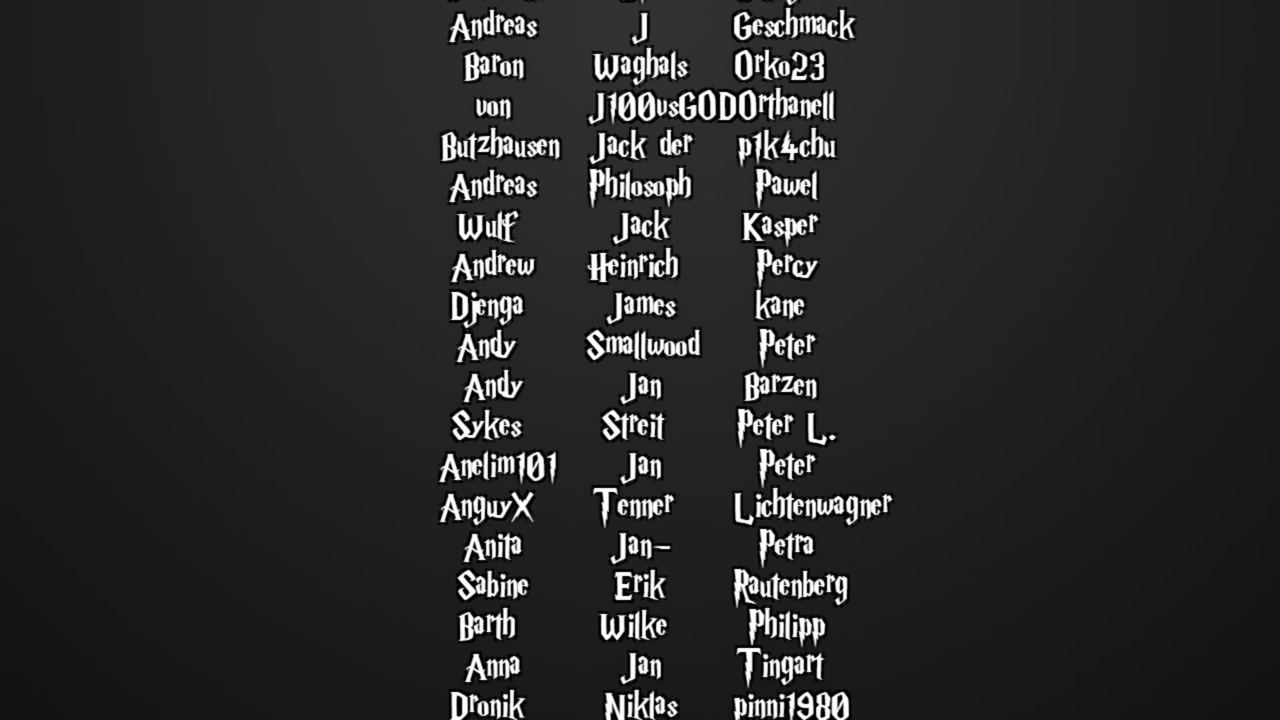 Andreas
Baron
von
Butzhausen
Andreas
Wulf
Andrew
Djenga
Andy
Andy
Sykes
Anelim101
AnguyX
Anita
Sabine
Barth
Anna
Dronik
J
Waghals
J100vsGOD
Jack der
Philosoph
Jack
Heinrich
James
Smallwood
Jan
Streit
Jan
Tenner
Jan-
Erik
Wilke
Jan
Niklas
Geschmack
Orko23
Orthanell
p1k4chu
Pawel
Kasper
Percy
kane
Peter
Barzen
Peter L.
Peter
Lichtenwagner
Petra
Rautenberg
Philipp
Tingart
pinni1980